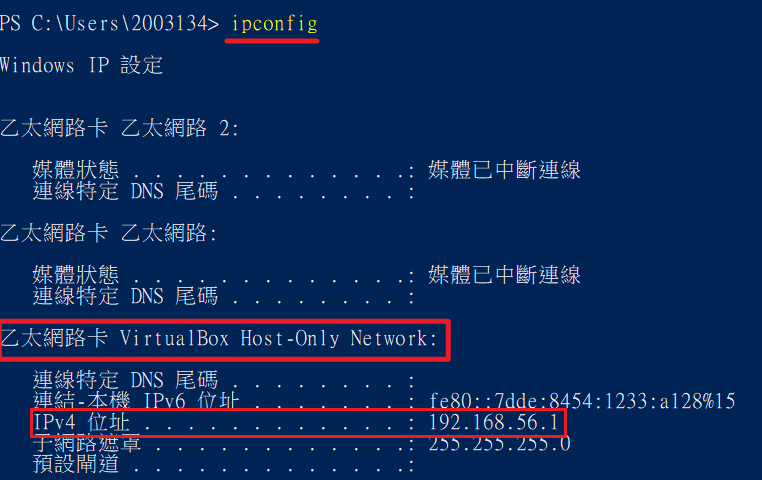 PS C:\Users\2003134> ipconfig
Windows IP 設定
乙太網路卡 乙太網路 2:
媒體狀態 . . . . . . . . . . . . .: 媒體已中斷連線
連線特定 DNS 尾碼 . . . . . . . . :
乙太網路卡 乙太網路:
媒體狀態 . . . . . . . . . . . . .: 媒體已中斷連線
連線特定 DNS 尾碼 . . . . . . . . :
乙太網路卡 VirtualBox Host-Only Network:
連線特定 DNS 尾碼 . . . . . . . . :
連結-本機 IPv6 位址 . . . . . . . : fe80::7dde:8454:1233:a128%15
IPv4 位址 . . . . . . . . . . . . : 192.168.56.1
子網路遮罩 . . . . . . . . . . . .: 255.255.255.0
預設閘道 . . . . . . . . . . . . .: